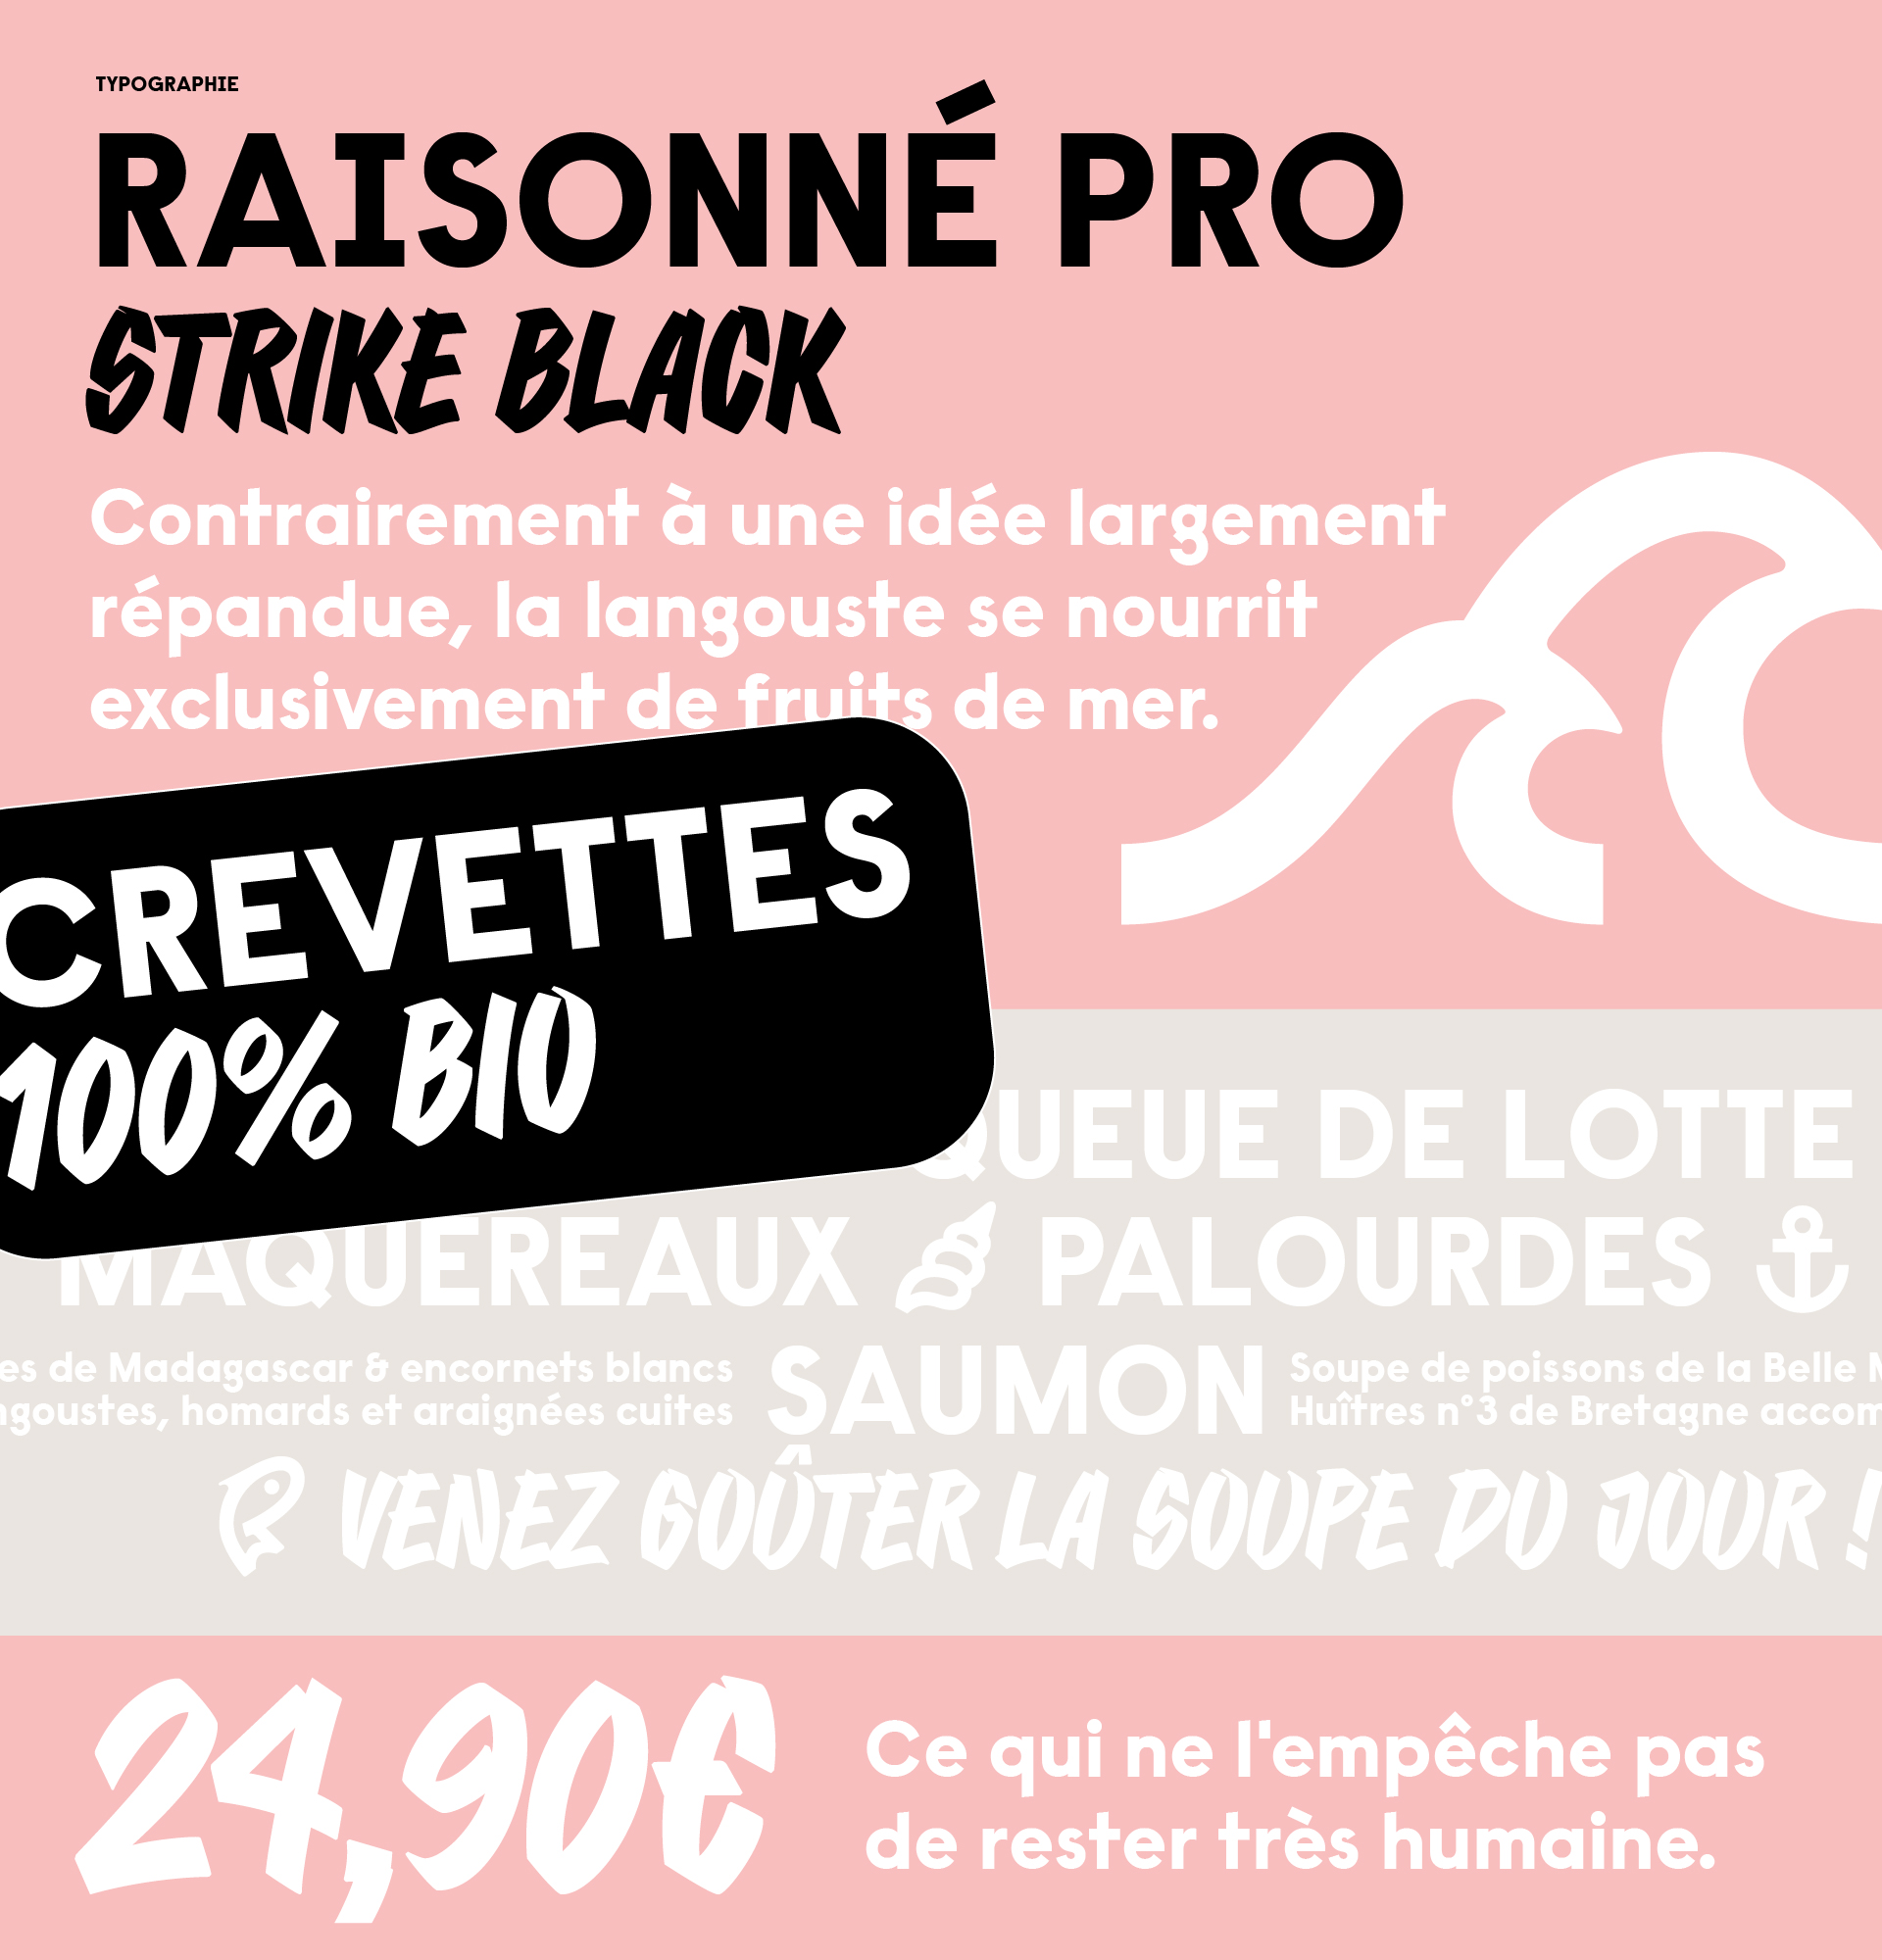 TYPOGRAPHIE
RAISONNÉ PRO
STRIKE BLACK
Contrairement à une idée largement
répandue, la langouste se nourrit
exclusivement de fruits de mer.
CREVETTES
100% BIO
QUEUE DE LOTTE
MAQUEREAUX PALOURDES
es de Madagascar & encornets blancs
ngoustes, homards et araignées cuites
SAUMON
Soupe de poissons de la Belle M
Huîtres n°3 de Bretagne accom
VENEZ GOÛTER LA SOUPE DU JOUR !
24,90€
Ce qui ne l'empêche pas
de rester très humaine.